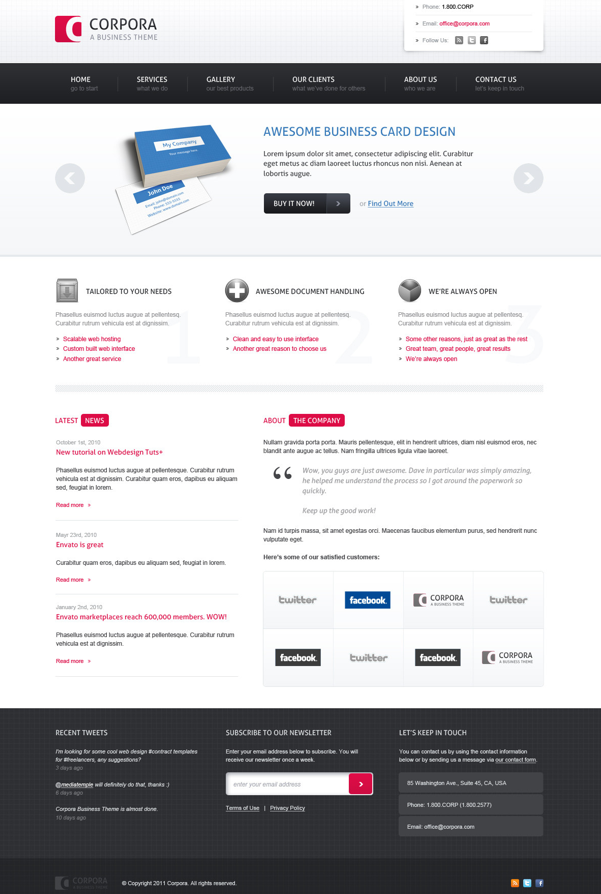 CORPORA
A BUSINESS THEME
Phone: 1.800.CORP
Email: office@corpora.com
Follow Us:
HOME
go to start
SERVICES
what we do
GALLERY
our best products
OUR CLIENTS
what we've done for others
ABOUT US
who we are
CONTACT US
let's keep in touch
My Company
Your message here!
John Doe
Email: john@doe.com
Phone: 555-5555
Website: www.doe.com
AWESOME BUSINESS CARD DESIGN
Lorem ipsum dolor sit amet, consectetur adipiscing elit. Curabitur
eget metus ac diam laoreet luctus rhoncus non nisi. Aenean at
lobortis augue.
BUY IT NOW!
or Find Out More
TAILORED TO YOUR NEEDS
Phasellus euismod luctus augue at pellentesq.
Curabitur rutrum vehicula est at dignissim.
Scalable web hosting
Custom built web interface
Another great service
1
AWESOME DOCUMENT HANDLING
Phasellus euismod luctus augue at pellentesq.
Curabitur rutrum vehicula est at dignissim.
Clean and easy to use interface
Another great reason to choose us
2
WE'RE ALWAYS OPEN
Phasellus euismod luctus augue at pellentesq.
Curabitur rutrum vehicula est at dignissim.
Some other reasons, just as great as the rest
Great team, great people, great results
We're always open
3
LATEST NEWS
October 1st, 2010
New tutorial on Webdesign Tuts+
Phasellus euismod luctus augue at pellentesque. Curabitur rutrum
vehicula est at dignissim. Curabitur quam eros, dapibus eu aliquam
sed, feugiat in lorem.
Read more »
Mayr 23rd, 2010
Envato is great
Curabitur quam eros, dapibus eu aliquam sed, feugiat in lorem.
Read more »
January 2nd, 2010
Envato marketplaces reach 600,000 members. WOW!
Phasellus euismod luctus augue at pellentesque. Curabitur rutrum
vehicula est at dignissim.
Read more »
ABOUT THE COMPANY
Nullam gravida porta porta. Mauris pellentesque, elit in hendrerit ultrices, diam nisl euismod eros, nec
blandit ante augue ac tellus. Nam fringilla ultrices ligula vitae laoreet.
“ Wow, you guys are just awesome. Dave in particular was simply amazing,
he helped me understand the process so I got around the paperwork so
quickly.
Keep up the good work!
Nam id turpis massa, sit amet egestas orci. Maecenas faucibus elementum purus, sed hendrerit nunc
vulputate eget.
Here's some of our satisfied customers:
twitter
facebook
CORPORA
A BUSINESS THEME
twitter
facebook
twitter
facebook
CORPORA
A BUSINESS THEME
RECENT TWEETS
I'm looking for some cool web design #contract templates
for #freelancers, any suggestions?
3 days ago
@mediatemple will definitely do that, thanks :)
6 days ago
Corpora Business Theme is almost done.
10 days ago
SUBSCRIBE TO OUR NEWSLETTER
Enter your email address below to subscribe. You will
receive our newsletter once a week.
enter your email address
Terms of Use | Privacy Policy
LET'S KEEP IN TOUCH
You can contact us by using the contact information
below or by sending us a message via our contact form.
85 Washington Ave., Suite 45, CA, USA
Phone: 1.800.CORP (1.800.2577)
Email: office@corpora.com
CORPORA
A BUSINESS THEME
© Copyright 2011 Corpora. All rights reserved.